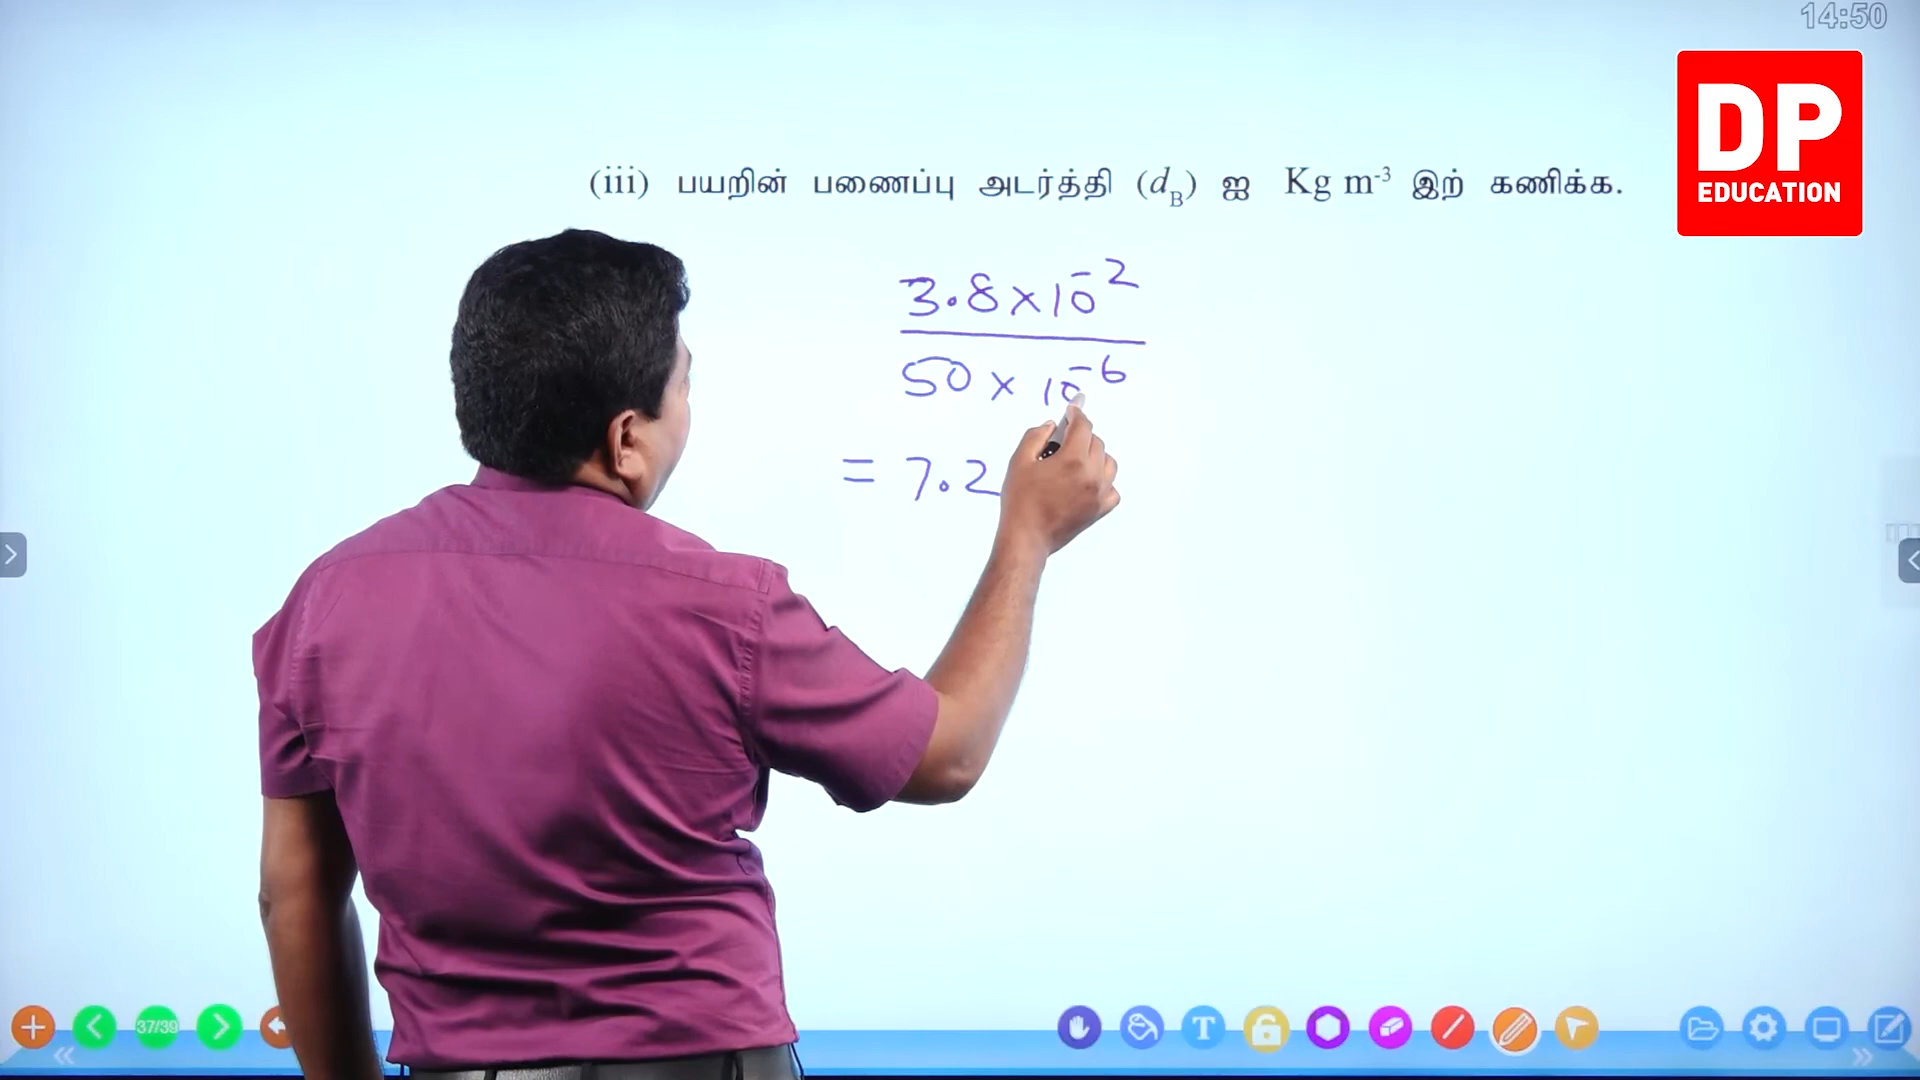 14:50
DP
EDUCATION
(iii) பயறின் பணைப்பு அடர்த்தி (d_B) ஐ Kg m⁻³ இற் கணிக்க.
3.8 × 10⁻²
50 × 10⁻⁶
= 7.2
37/39
T